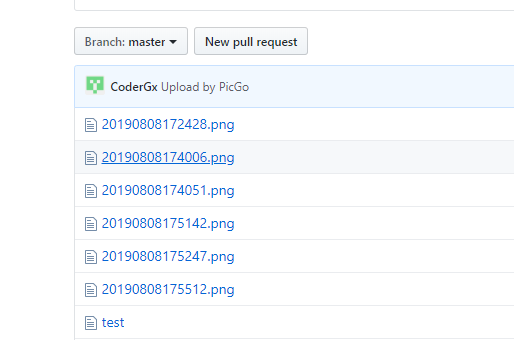 Branch: master New pull request
CoderGx Upload by PicGo
20190808172428.png
20190808174006.png
20190808174051.png
20190808175142.png
20190808175247.png
20190808175512.png
test